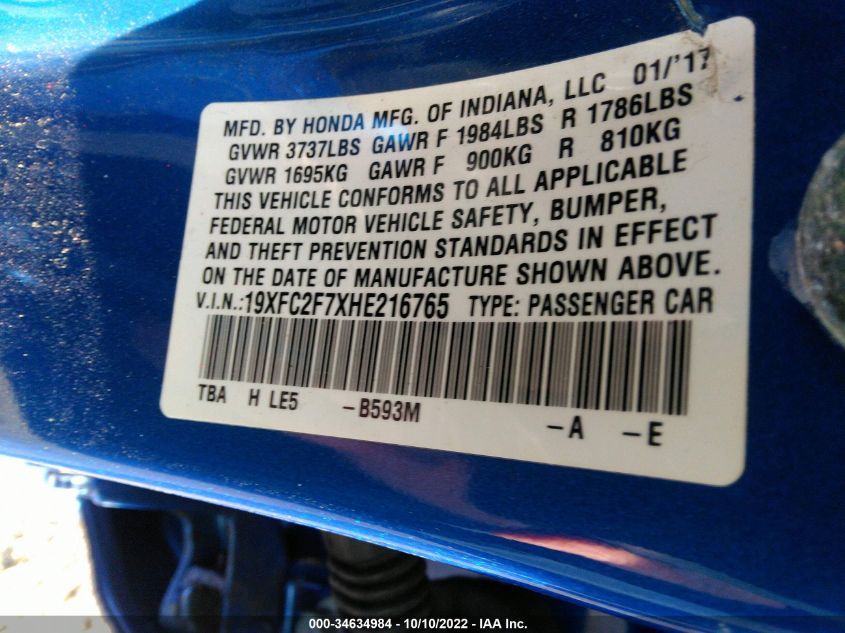 MFD. BY HONDA MFG. OF INDIANA, LLC 01/'17
GVWR 3737LBS GAWR F 1984LBS R 1786LBS
GVWR 1695KG GAWR F 900KG R 810KG
THIS VEHICLE CONFORMS TO ALL APPLICABLE
FEDERAL MOTOR VEHICLE SAFETY, BUMPER,
AND THEFT PREVENTION STANDARDS IN EFFECT
ON THE DATE OF MANUFACTURE SHOWN ABOVE.
V.I.N.:19XFC2F7XHE216765 TYPE: PASSENGER CAR
TBA H LE5 -B593M -A -E
000-34634984 - 10/10/2022 - IAA Inc.